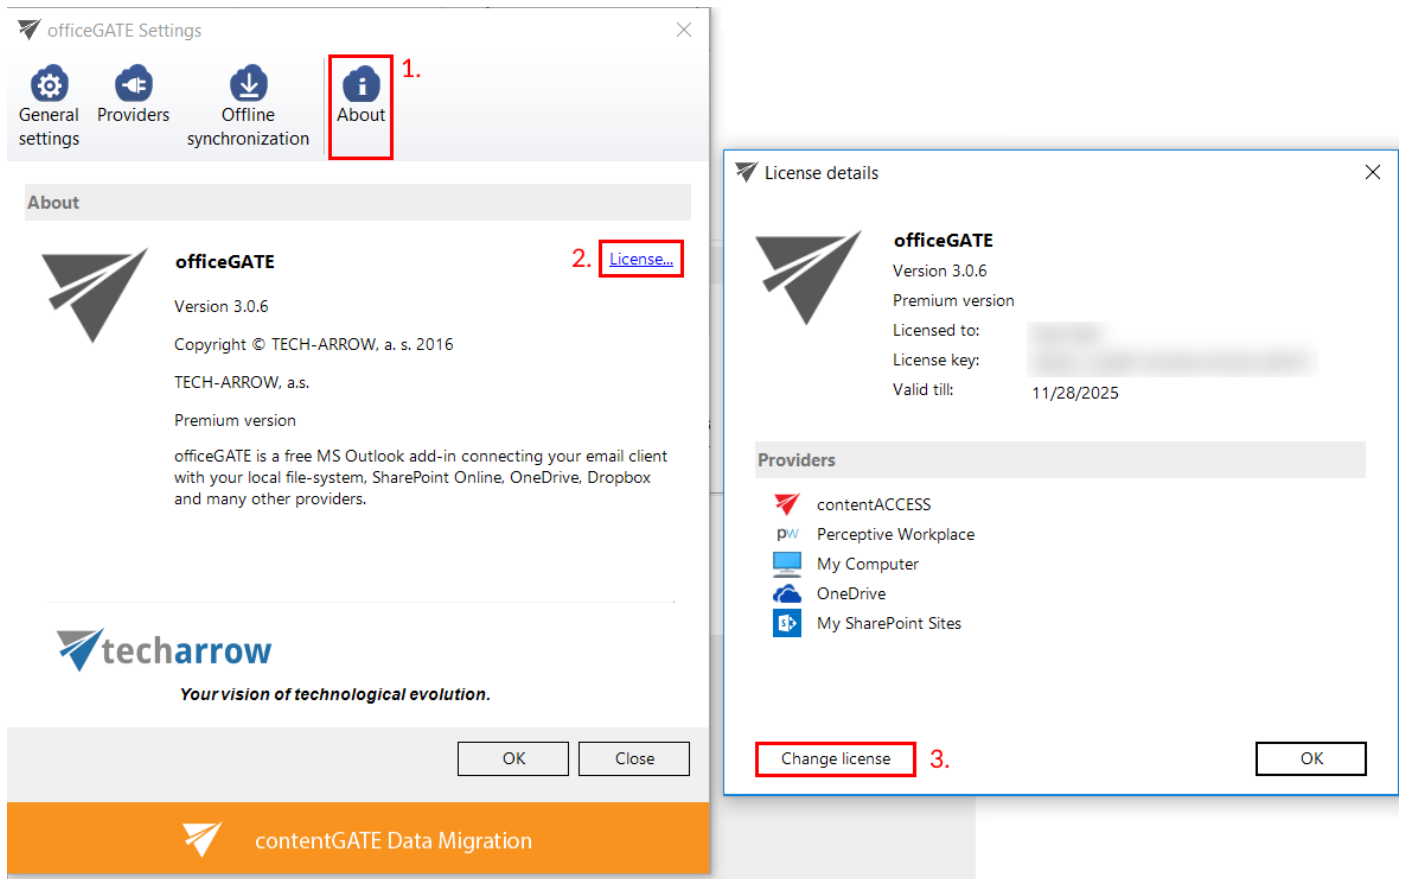 officeGATE Settings
General settings
Providers
Offline synchronization
About
1.
About
officeGATE
2.
License...
Version 3.0.6
Copyright © TECH-ARROW, a. s. 2016
TECH-ARROW, a.s.
Premium version
officeGATE is a free MS Outlook add-in connecting your email client
with your local file-system, SharePoint Online, OneDrive, Dropbox
and many other providers.
techarrow
Your vision of technological evolution.
OK
Close
contentGATE Data Migration
License details
officeGATE
Version 3.0.6
Premium version
Licensed to:
License key:
Valid till: 11/28/2025
Providers
contentACCESS
pw Perceptive Workplace
My Computer
OneDrive
S My SharePoint Sites
Change license
3.
OK